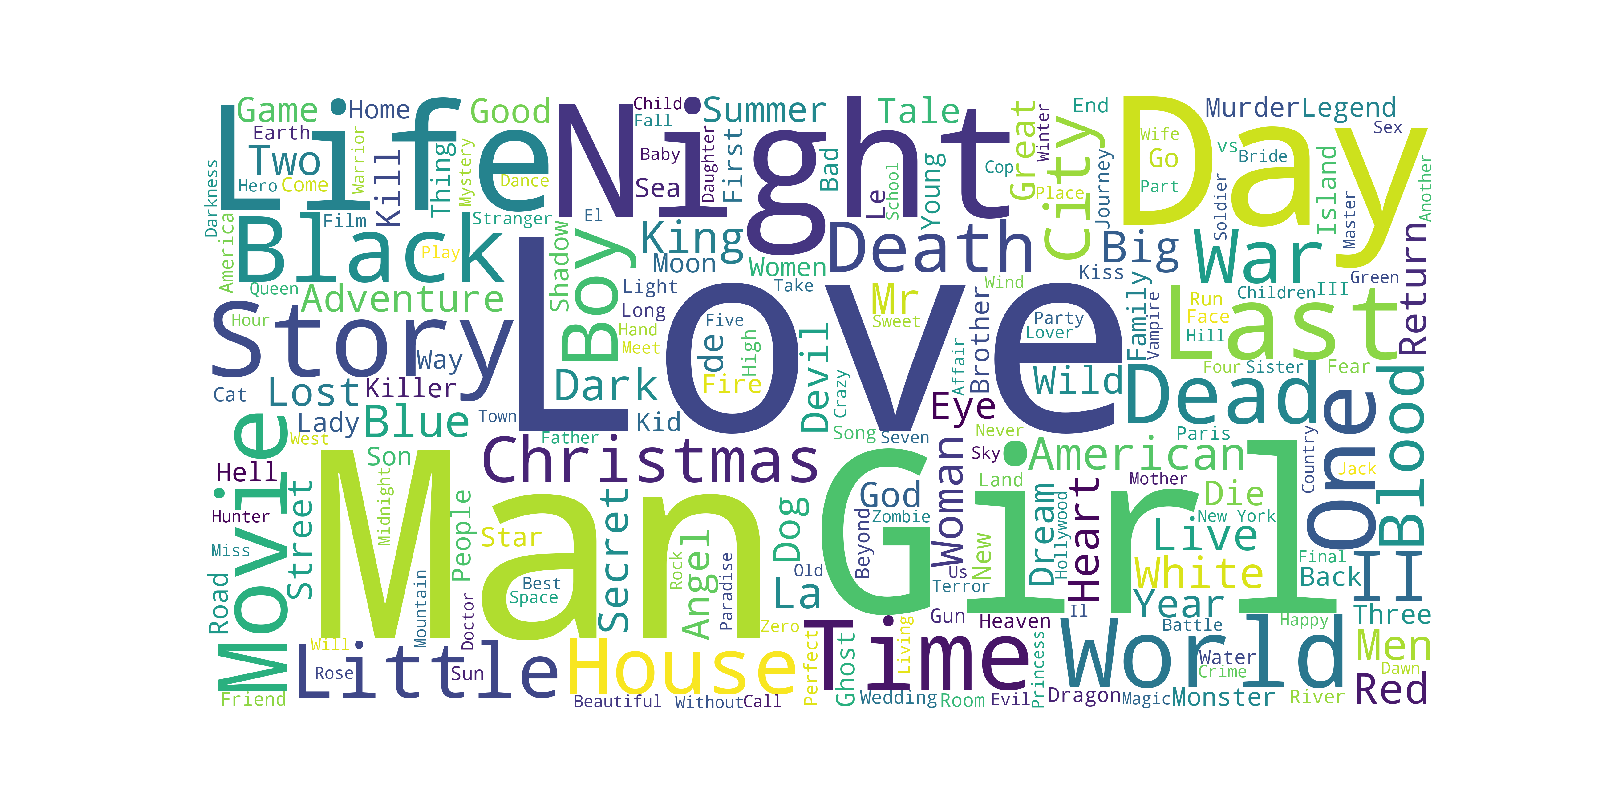 Life
Night
Day
Love
Man
Girl
Game
Home
Good
Child
Fall
Summer
Tale
End
Murder
Legend
Sex
Earth
Two
Hero
Come
Warrior
Kill
Thing
Mystery
Dance
Baby
Sea
Daughter
First
Bad
Young
Le
School
Cop
Great
Winter
Place
City
Journey
Wife
Go
Part
vs
Bride
Soldier
Island
Master
Another
Darkness
America
Film
Stranger
El
Black
Play
Queen
Adventure
Shadow
Boy
King
Moon
Women
Light
Long
Take
Death
Mr
Sweet
Wind
Big
Kiss
War
Children
III
Green
Return
Story
Hour
Way
Hand
Meet
de
Five
High
Fire
Devil
Crazy
Affair
Brother
Party
Lover
Wild
Family
Vampire
Run
Face
Hill
Last
Four
Sister
Fear
Cat
Lost
Killer
Lady
Blue
Town
West
Dark
Kid
Father
Song
Seven
Eye
Never
Dead
Paris
One
Blood
Movie
Hell
Son
Christmas
Woman
Sky
American
Mother
Country
Jack
Hunter
Miss
Street
Midnight
People
Star
Secret
Dog
God
Zombie
Beyond
Land
New
Dream
Hollywood
Heart
Die
New York
Live
White
Final
Back
II
Road
Mountain
Doctor
Best
Space
Rock
Angel
Paradise
Old
La
Us
Terror
Gun
Heaven
Il
Year
Battle
Happy
Three
Will
Rose
Little
Sun
House
Zero
Perfect
Time
Ghost
Living
Princess
World
Water
Crime
Men
Dawn
Friend
Beautiful
Without
Call
Wedding
Room
Evil
Dragon
Magic
Monster
River
Red